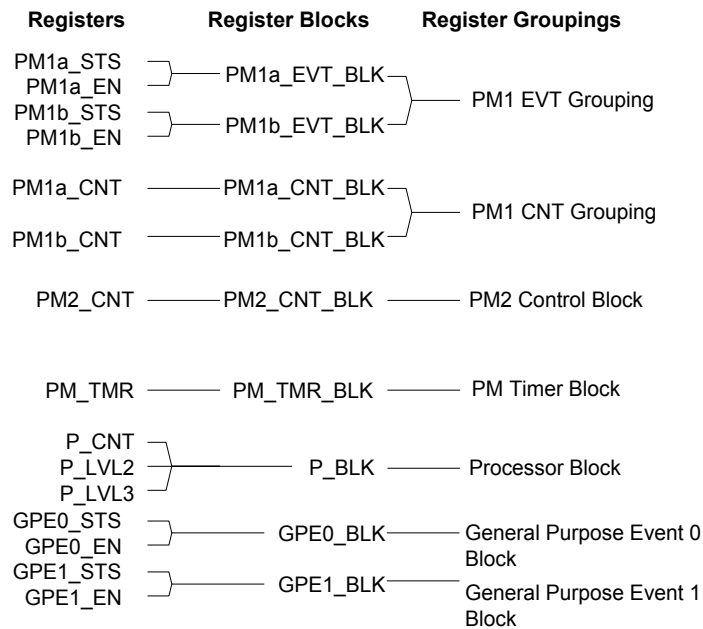 Registers Register Blocks Register Groupings
PM1a_STS
PM1a_EN
PM1a_EVT_BLK
PM1b_STS
PM1b_EN
PM1b_EVT_BLK
PM1 EVT Grouping
PM1a_CNT PM1a_CNT_BLK
PM1b_CNT PM1b_CNT_BLK
PM1 CNT Grouping
PM2_CNT PM2_CNT_BLK PM2 Control Block
PM_TMR PM_TMR_BLK PM Timer Block
P_CNT
P_LVL2 P_BLK Processor Block
P_LVL3
GPE0_STS
GPE0_EN
GPE0_BLK
General Purpose Event 0
Block
GPE1_STS
GPE1_EN
GPE1_BLK
General Purpose Event 1
Block